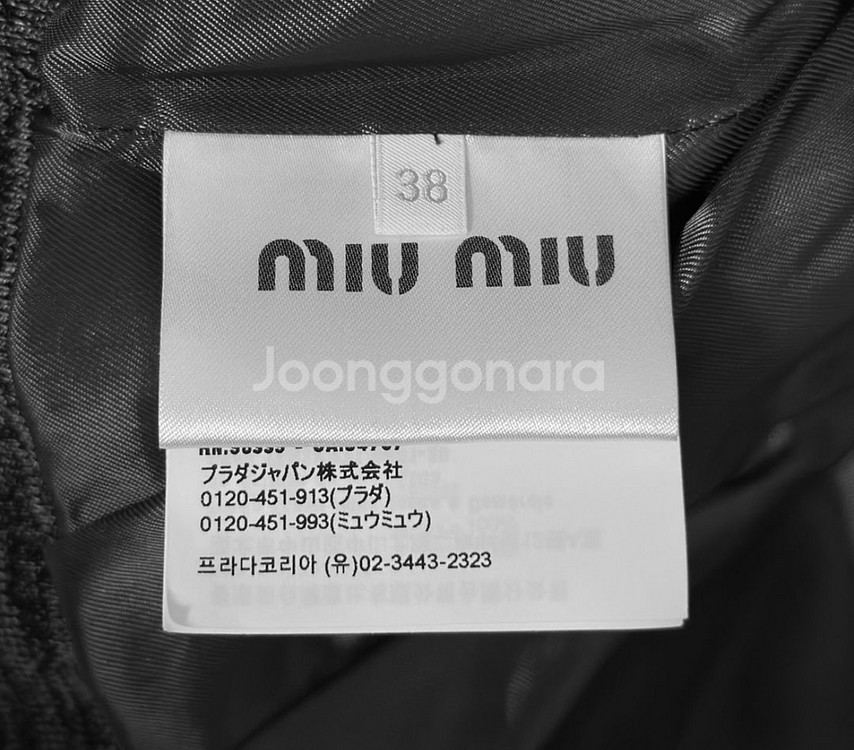 38
miu miu
Joonggonara
プラダジャパン株式会社
0120-451-913(プラダ)
0120-451-993(ミュウミュウ)
프라다코리아 (유)02-3443-2323